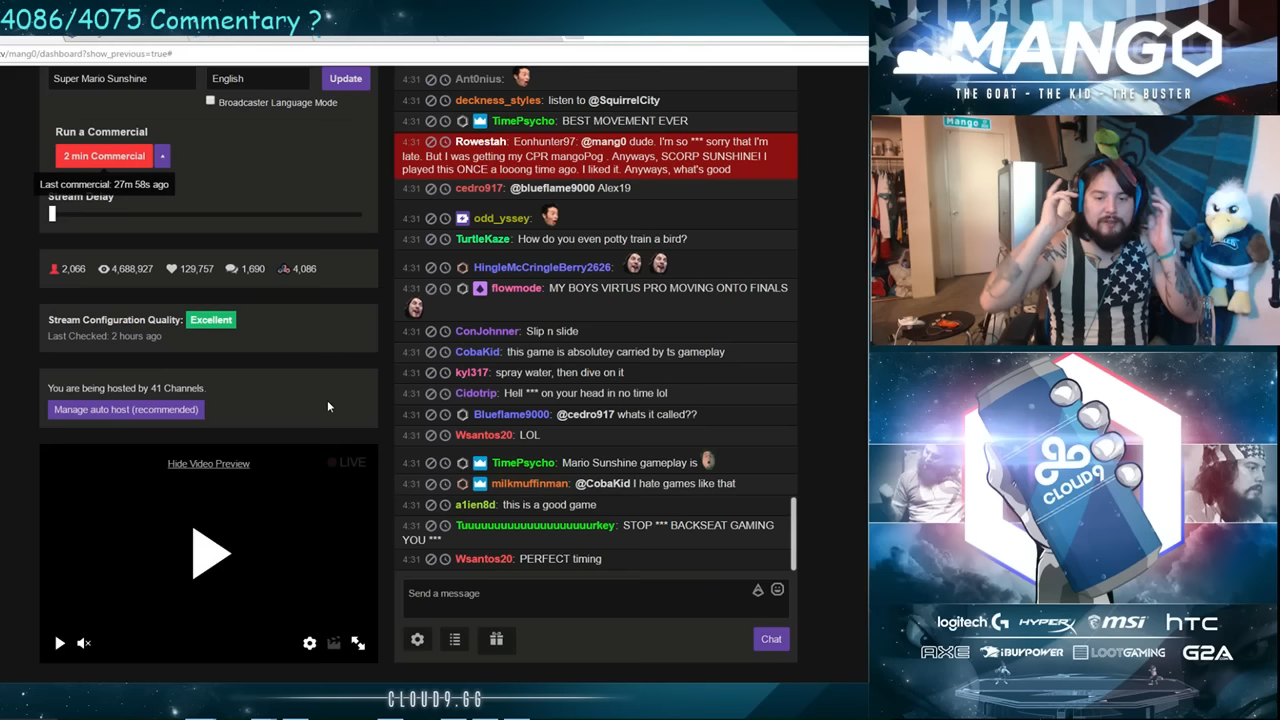 4086/4075 Commentary ?
tv/mang0/dashboard?show_previous=true#
Super Mario Sunshine
English
Update
Broadcaster Language Mode
Run a Commercial
2 min Commercial
Last commercial: 27m 58s ago
Stream Delay
2,066 4,688,927 129,757 1,690 4,086
Stream Configuration Quality: Excellent
Last Checked: 2 hours ago
You are being hosted by 41 Channels.
Manage auto host (recommended)
Hide Video Preview
LIVE
4:31 Ant0nius:
4:31 deckness_styles: listen to @SquirrelCity
4:31 TimePsycho: BEST MOVEMENT EVER
4:31 Rowestah: Eonhunter97: @mang0 dude. I'm so *** sorry that I'm
late. But I was getting my CPR mangoPog . Anyways, SCORP SUNSHINE! I
played this ONCE a looong time ago. I liked it. Anyways, what's good
4:31 cedro917: @blueflame9000 Alex19
4:31 odd_yssey:
4:31 TurtleKaze: How do you even potty train a bird?
4:31 HingleMcCringleBerry2626:
4:31 flowmode: MY BOYS VIRTUS PRO MOVING ONTO FINALS
4:31 ConJohnner: Slip n slide
4:31 CobaKid: this game is absolutey carried by ts gameplay
4:31 kyl317: spray water, then dive on it
4:31 Cidotrip: Hell *** on your head in no time lol
4:31 Blueflame9000: @cedro917 whats it called??
4:31 Wsantos20: LOL
4:31 TimePsycho: Mario Sunshine gameplay is
4:31 milkmuffinman: @CobaKid I hate games like that
4:31 a1ien8d: this is a good game
4:31 Tuuuuuuuuuuuuuuuuuuuurkey: STOP *** BACKSEAT GAMING
YOU ***
4:31 Wsantos20: PERFECT timing
Send a message
Chat
CLOUD9.GG
MANGO
THE GOAT - THE KID - THE BUSTER
Mango
CLOUD9
logitech G HYPERX msi htc
AXE iBUYPOWER LOOTGAMING G2A